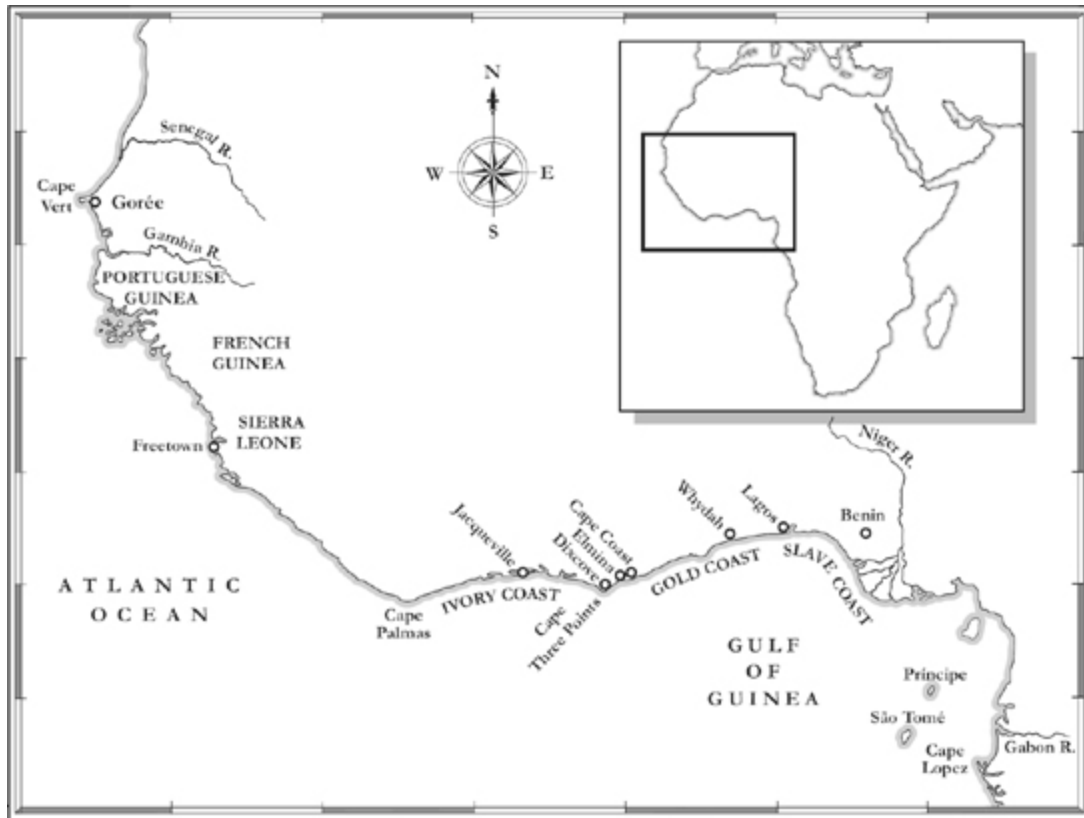 N
W
E
S
Senegal R.
Cape
Vert
Gorée
Gambia R.
PORTUGUESE
GUINEA
FRENCH
GUINEA
SIERRA
LEONE
Freetown
Niger R.
Jacqueville
Dixcove
Elmina
Cape Coast
Whydah
Lagos
Benin
IVORY COAST
GOLD COAST
SLAVE COAST
Cape
Palmas
Cape
Three Points
ATLANTIC
OCEAN
GULF
OF
GUINEA
Príncipe
São Tomé
Cape
Lopez
Gabon R.